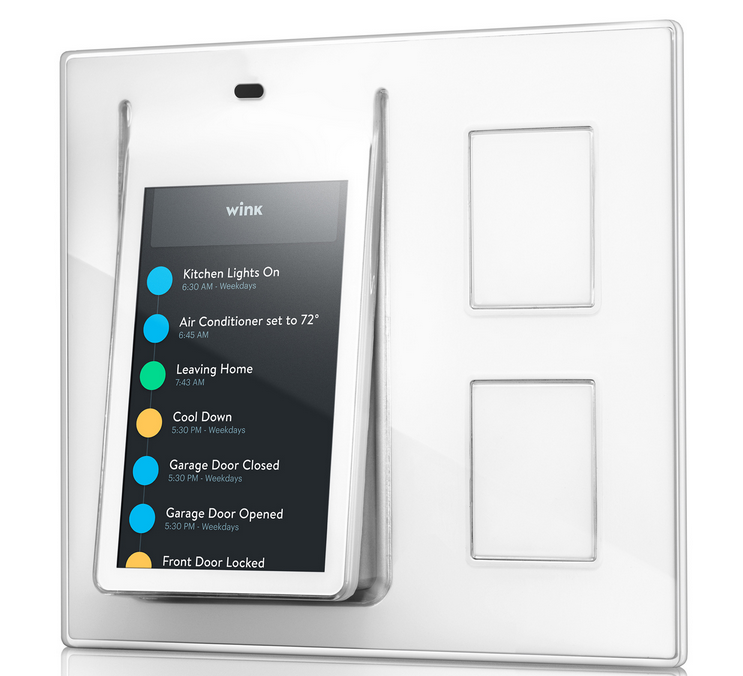 wink
Kitchen Lights On
6:30 AM - Weekdays
Air Conditioner set to 72°
6:45 AM
Leaving Home
7:43 AM
Cool Down
5:30 PM - Weekdays
Garage Door Closed
5:30 PM - Weekdays
Garage Door Opened
5:30 PM - Weekdays
Front Door Locked